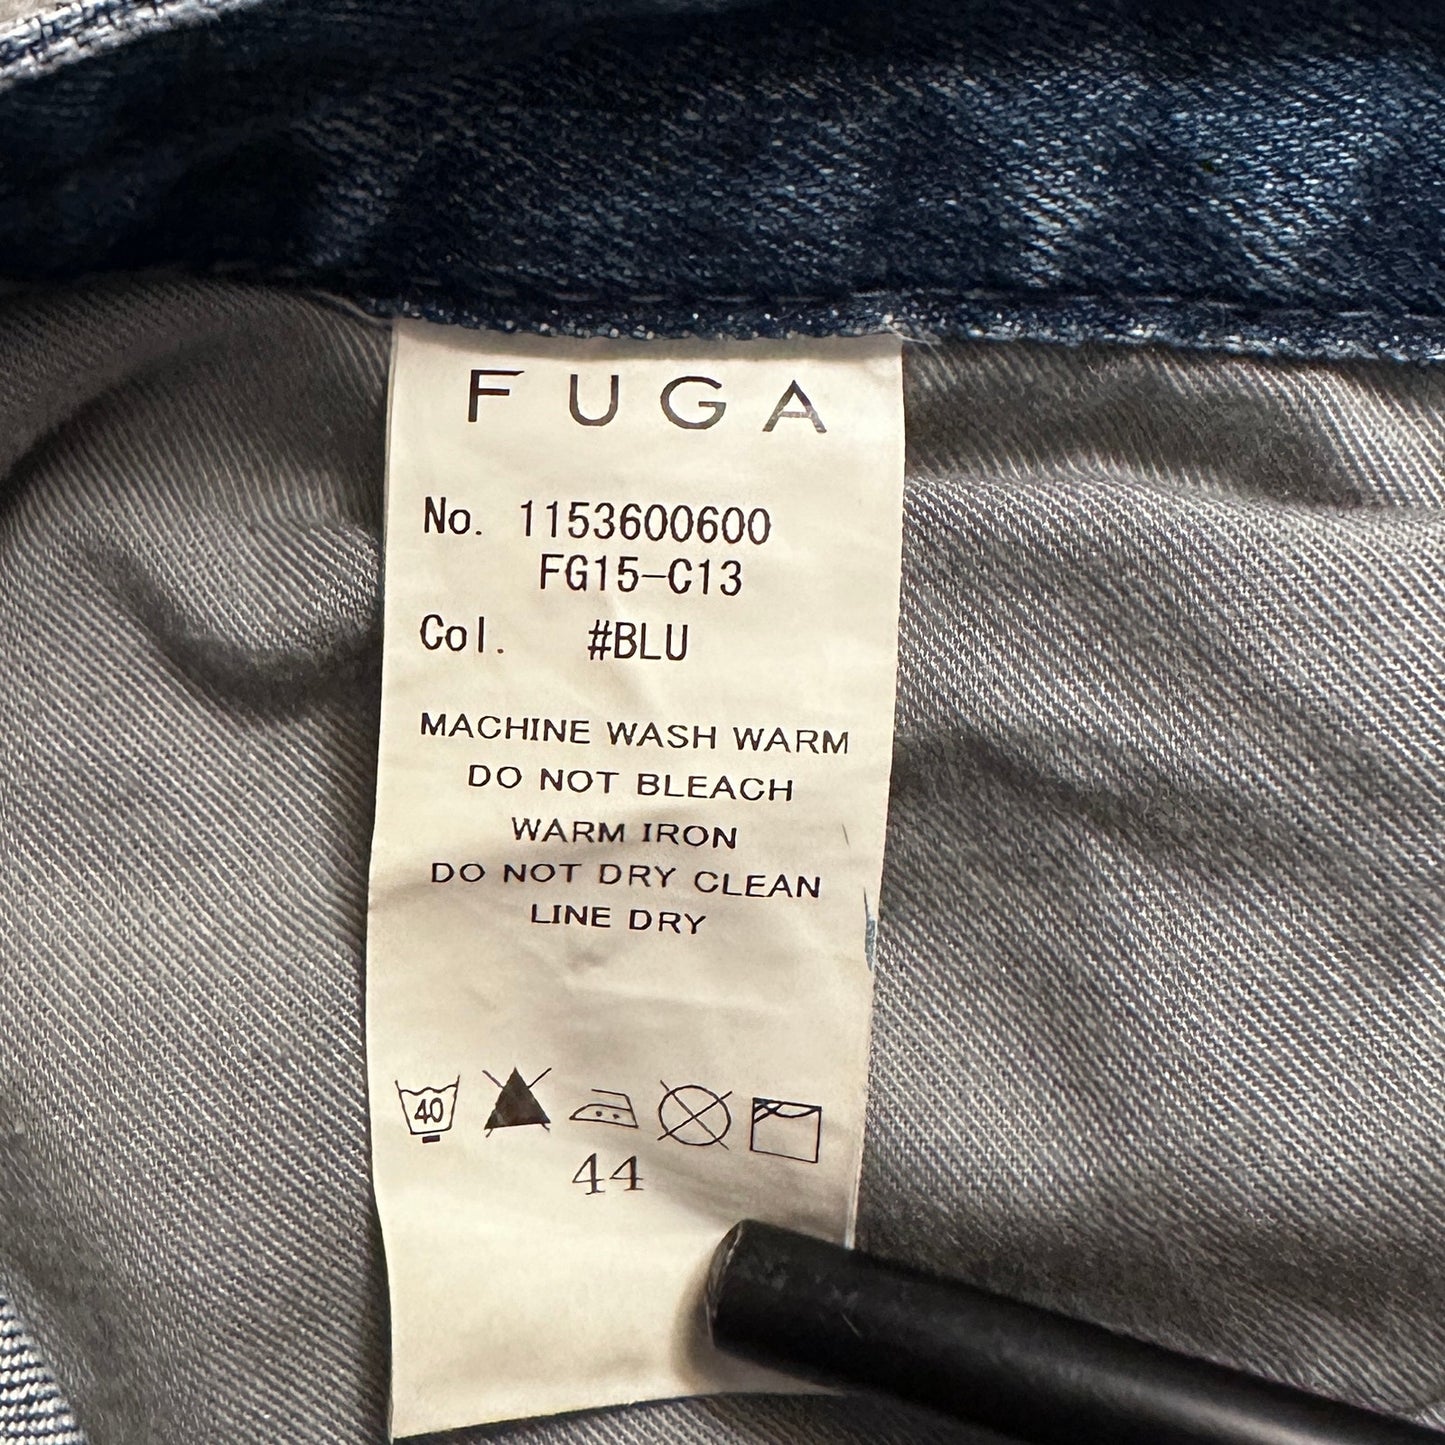 FUGA
No. 1153600600
FG15-C13
Col. #BLU
MACHINE WASH WARM
DO NOT BLEACH
WARM IRON
DO NOT DRY CLEAN
LINE DRY
40
44